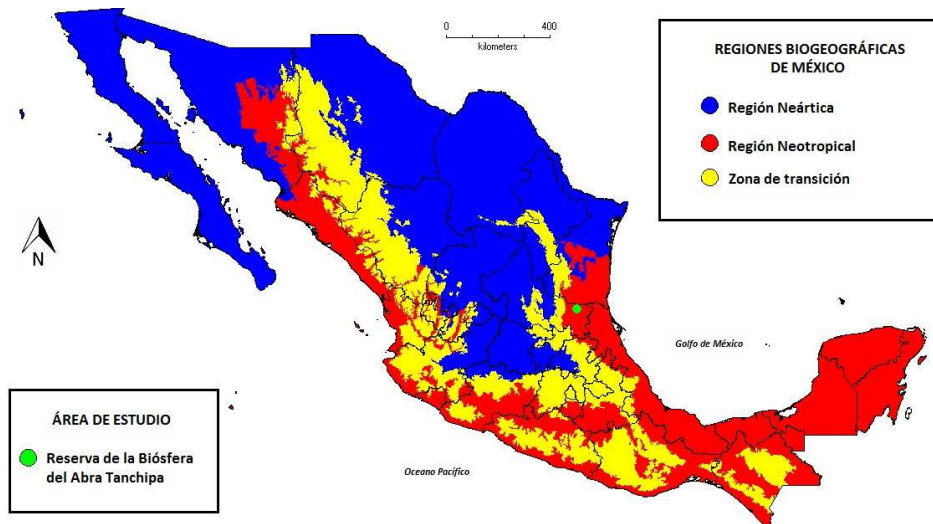 0 400
kilometers
REGIONES BIOGEOGRÁFICAS
DE MÉXICO
Región Neártica
Región Neotropical
Zona de transición
N
Golfo de México
ÁREA DE ESTUDIO
Reserva de la Biósfera
del Abra Tanchipa
Oceano Pacífico